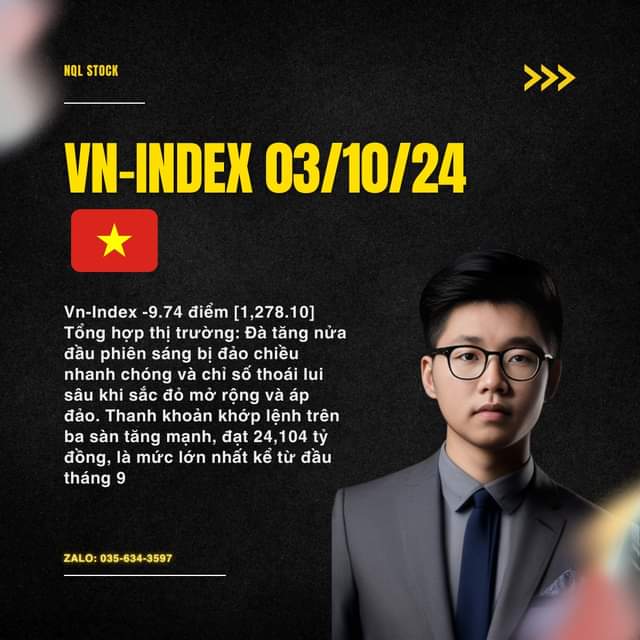 NQL STOCK
VN-INDEX 03/10/24
Vn-Index -9.74 điểm [1,278.10]
Tổng hợp thị trường: Đà tăng nửa
đầu phiên sáng bị đảo chiều
nhanh chóng và chỉ số thoái lui
sâu khi sắc đỏ mở rộng và áp
đảo. Thanh khoản khớp lệnh trên
ba sàn tăng mạnh, đạt 24,104 tỷ
đồng, là mức lớn nhất kể từ đầu
tháng 9
ZALO: 035-634-3597